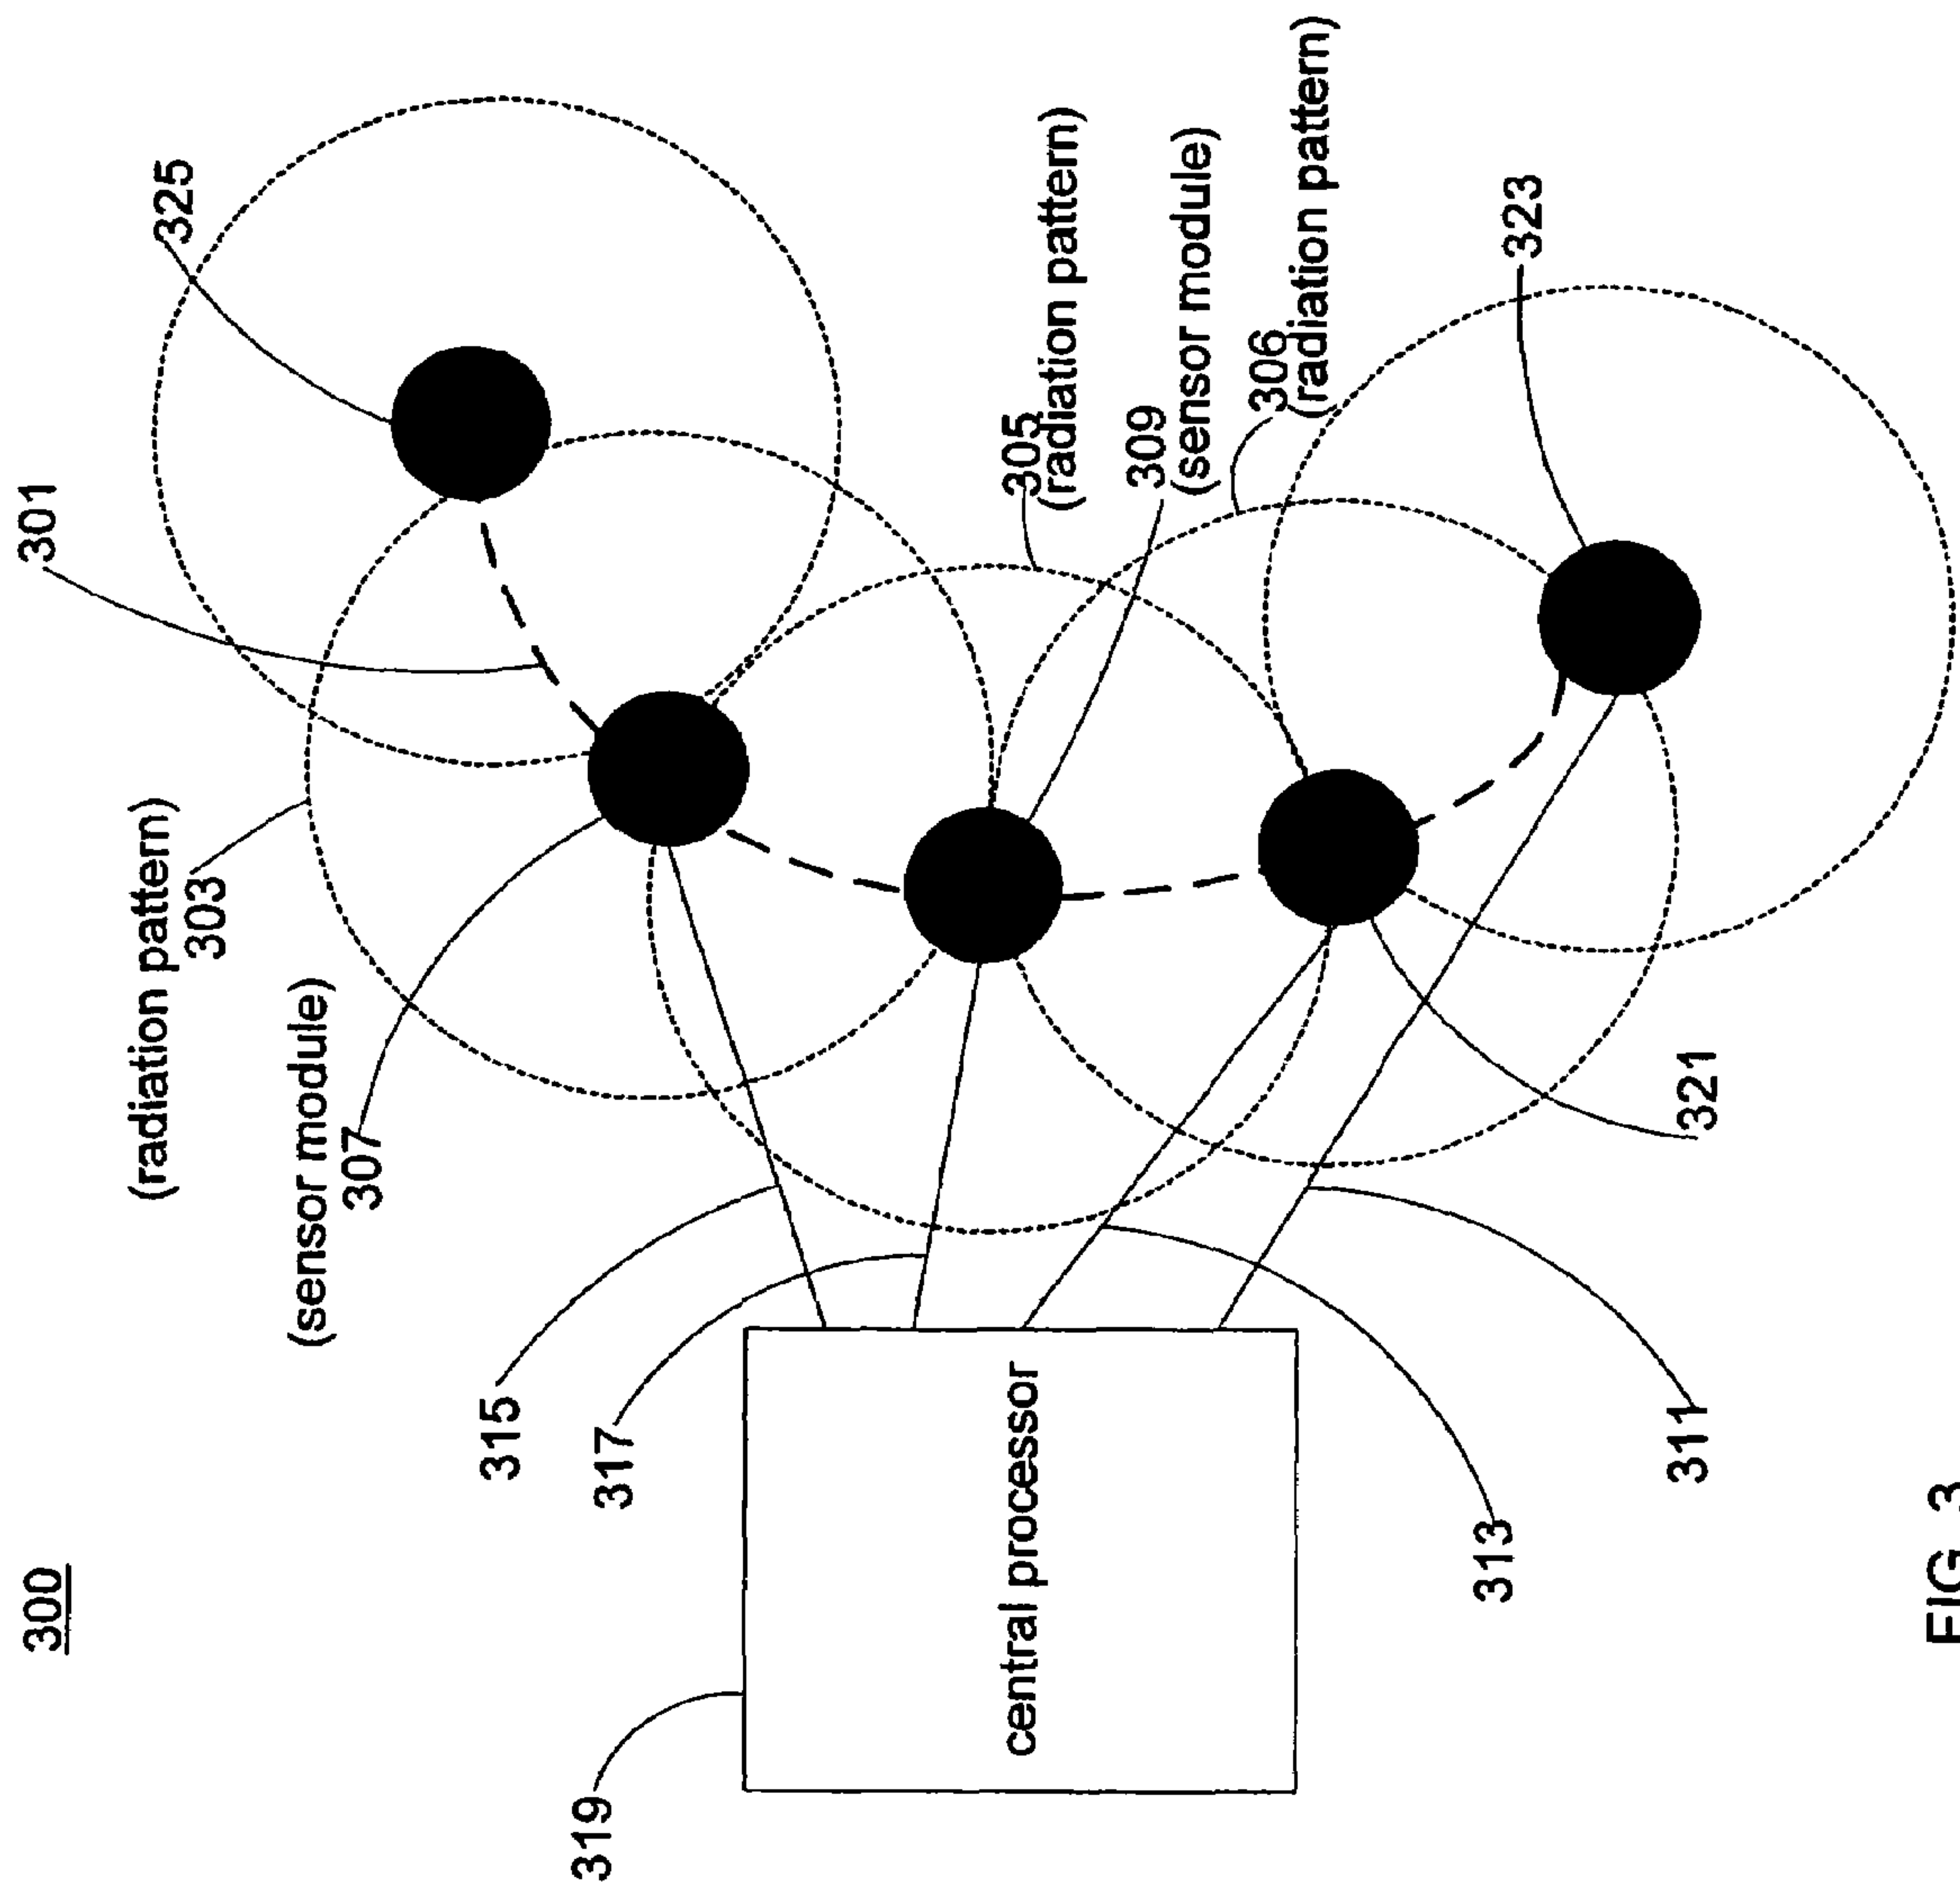 300
301
(radiation pattern)
303
325
(sensor module)
307
315
319
317
central processor
305
(radiation pattern)
309
(sensor module)
306
(radiation pattern)
313
323
311
321
FIG. 3